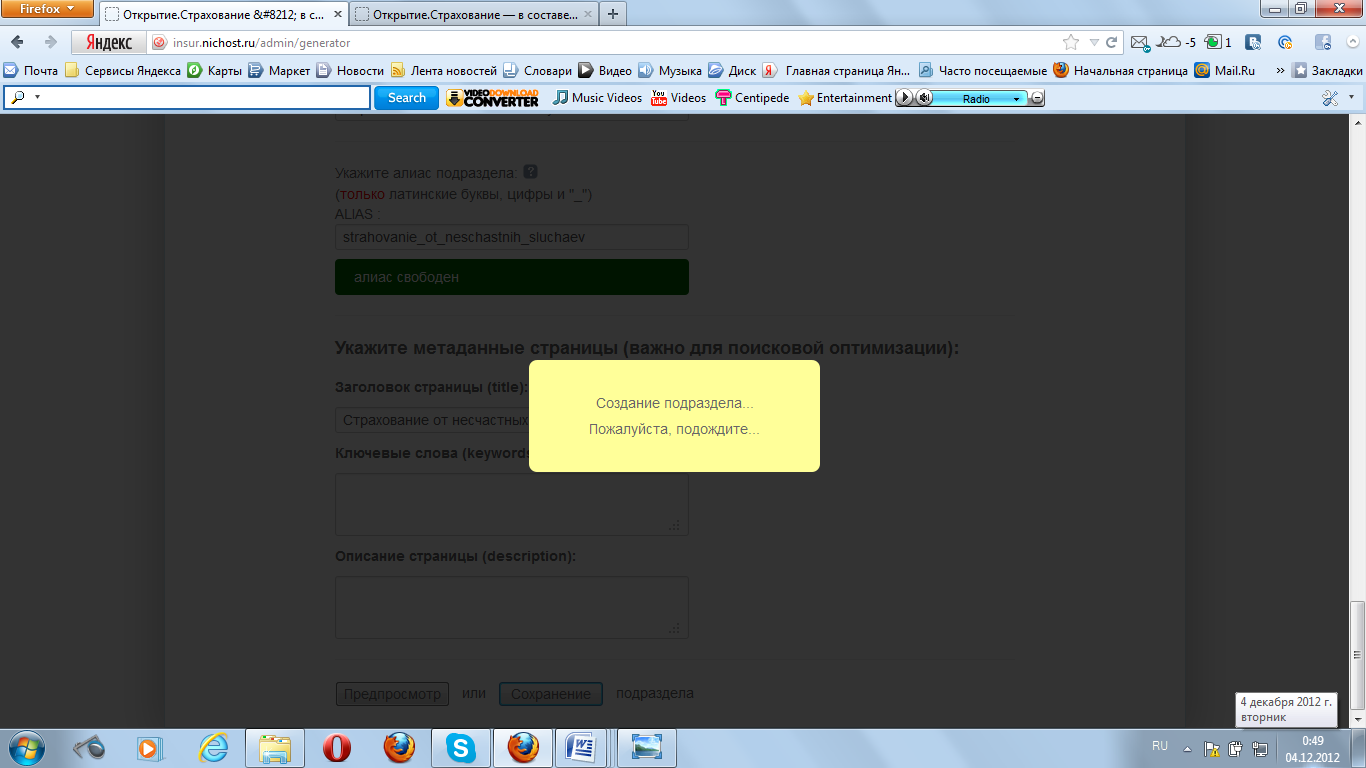 Firefox
Открытие.Страхование &#8212; в с...
Открытие.Страхование — в составе...
Яндекс
insur.nichost.ru/admin/generator
-5
1
Почта
Сервисы Яндекса
Карты
Маркет
Новости
Лента новостей
Словари
Видео
Музыка
Диск
Главная страница Ян...
Часто посещаемые
Начальная страница
Mail.Ru
»
Закладки
Search
VIDEO DOWNLOAD CONVERTER
Music Videos
You Tube
Videos
Centipede
Entertainment
Radio
Укажите алиас подраздела: ?
(только латинские буквы, цифры и "_")
ALIAS :
strahovanie_ot_neschastnih_sluchaev
алиас свободен
Укажите метаданные страницы (важно для поисковой оптимизации):
Заголовок страницы (title):
Страхование от несчастных
Ключевые слова (keywords
Создание подраздела...
Пожалуйста, подождите...
Описание страницы (description):
Предпросмотр или Сохранение подраздела
4 декабря 2012 г.
вторник
RU
0:49
04.12.2012